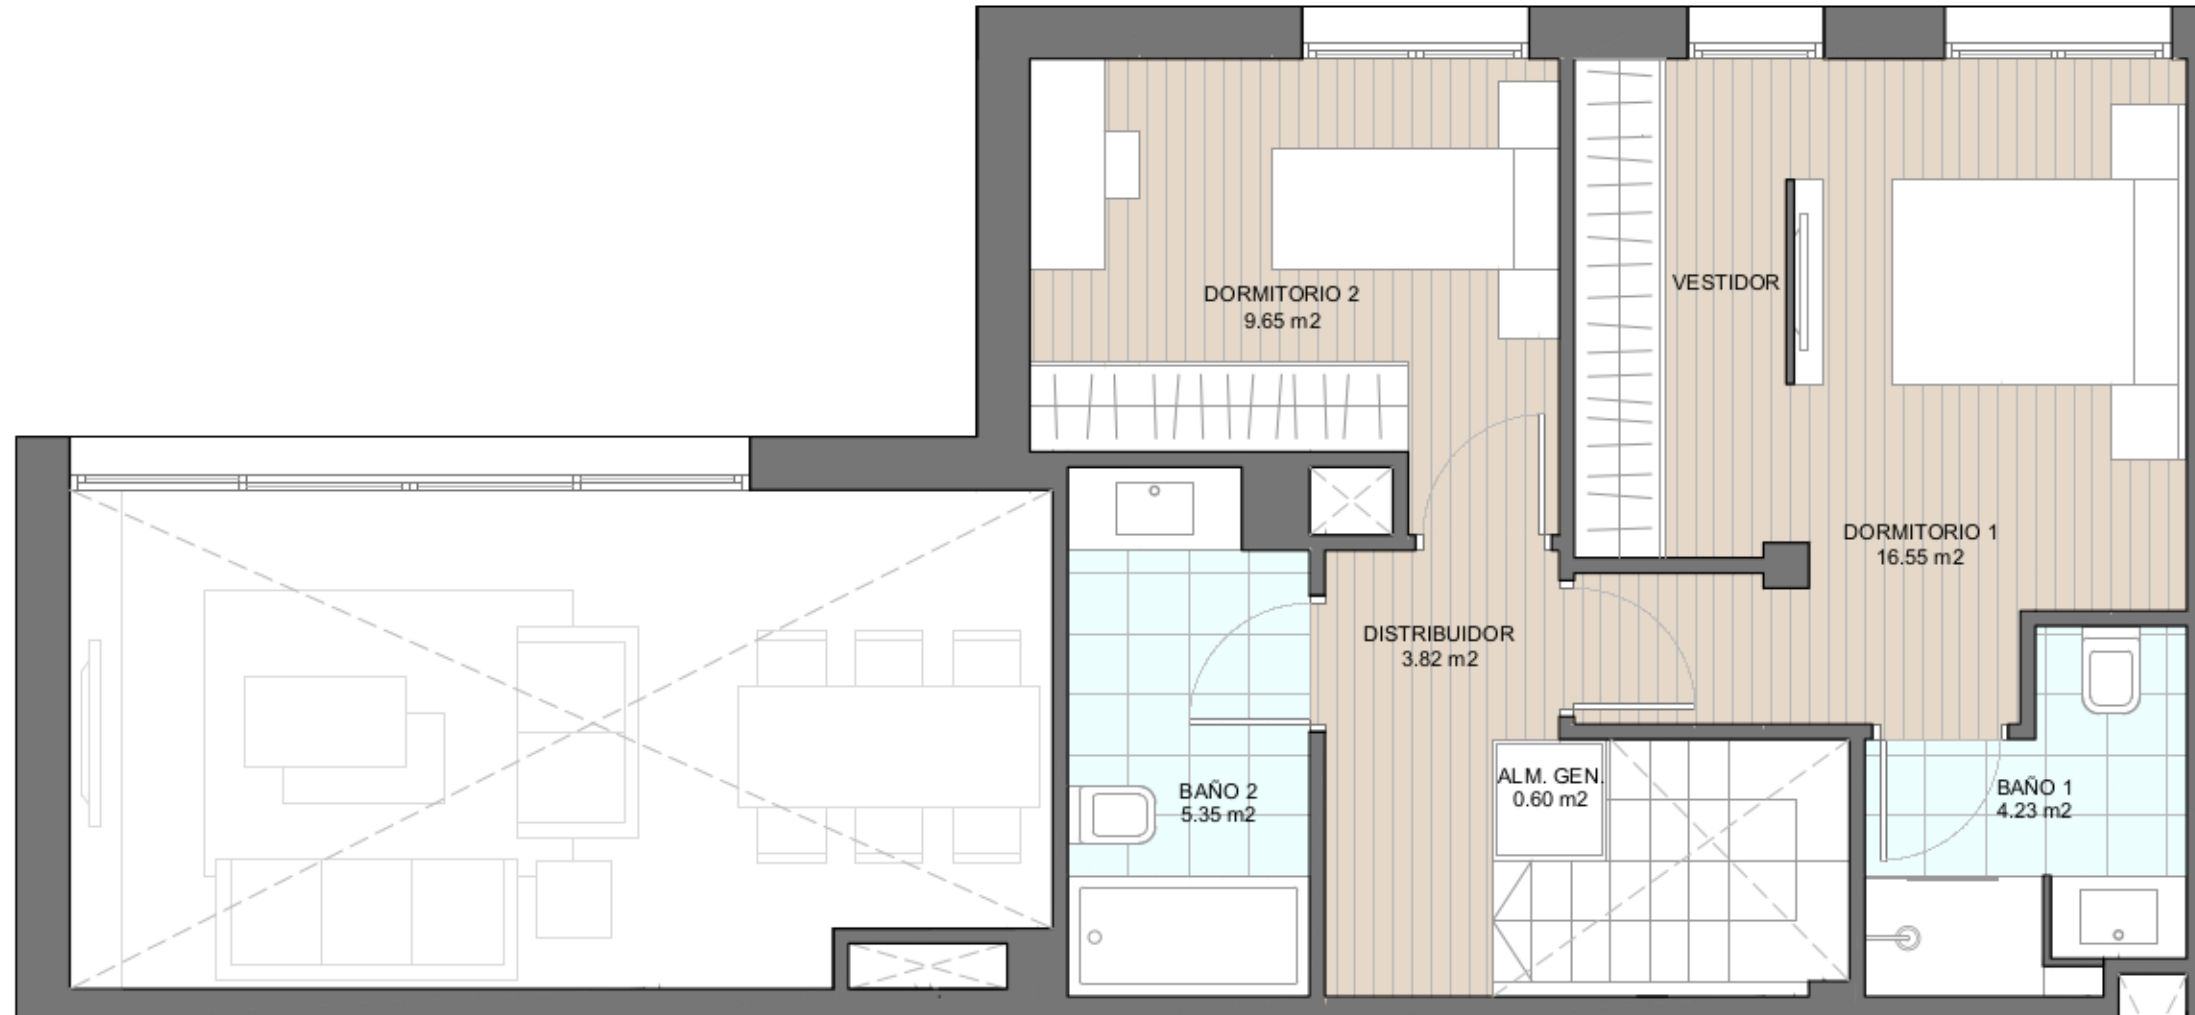 DORMITORIO 2
9.65 m2
VESTIDOR
DORMITORIO 1
16.55 m2
DISTRIBUIDOR
3.82 m2
ALM. GEN.
0.60 m2
BAÑO 2
5.35 m2
BAÑO 1
4.23 m2